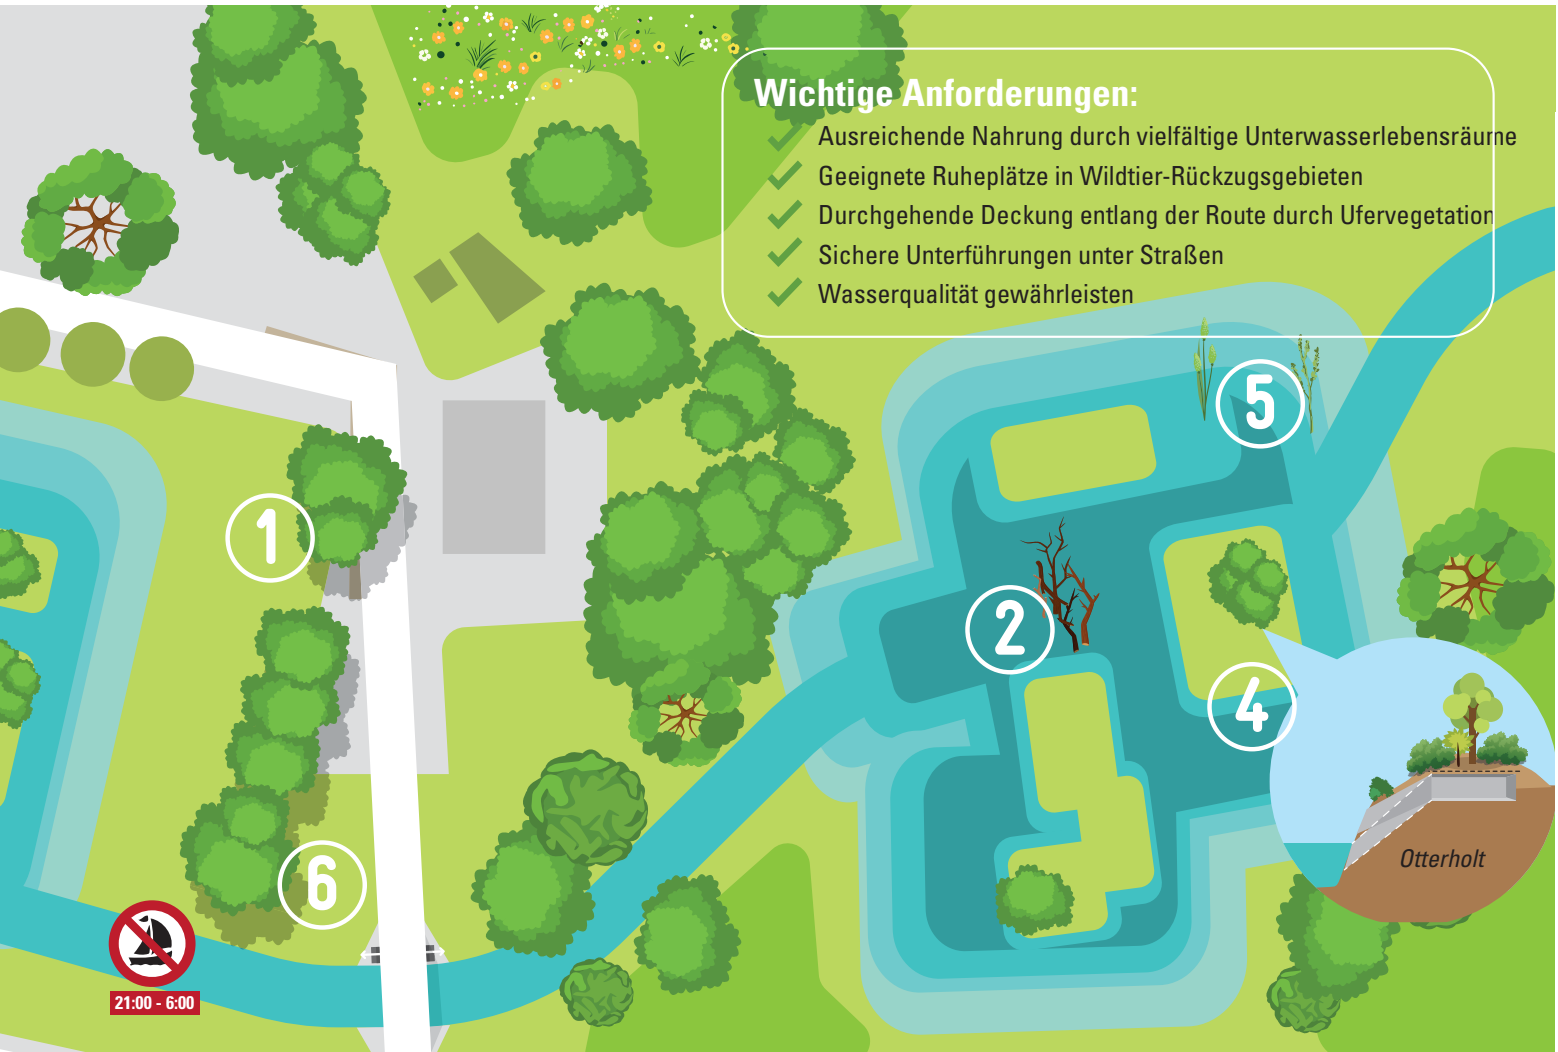 Wichtige Anforderungen:
Ausreichende Nahrung durch vielfältige Unterwasserlebensräume
Geeignete Ruheplätze in Wildtier-Rückzugsgebieten
Durchgehende Deckung entlang der Route durch Ufervegetation
Sichere Unterführungen unter Straßen
Wasserqualität gewährleisten
5
1
2
4
Otterholt
6
21:00 - 6:00